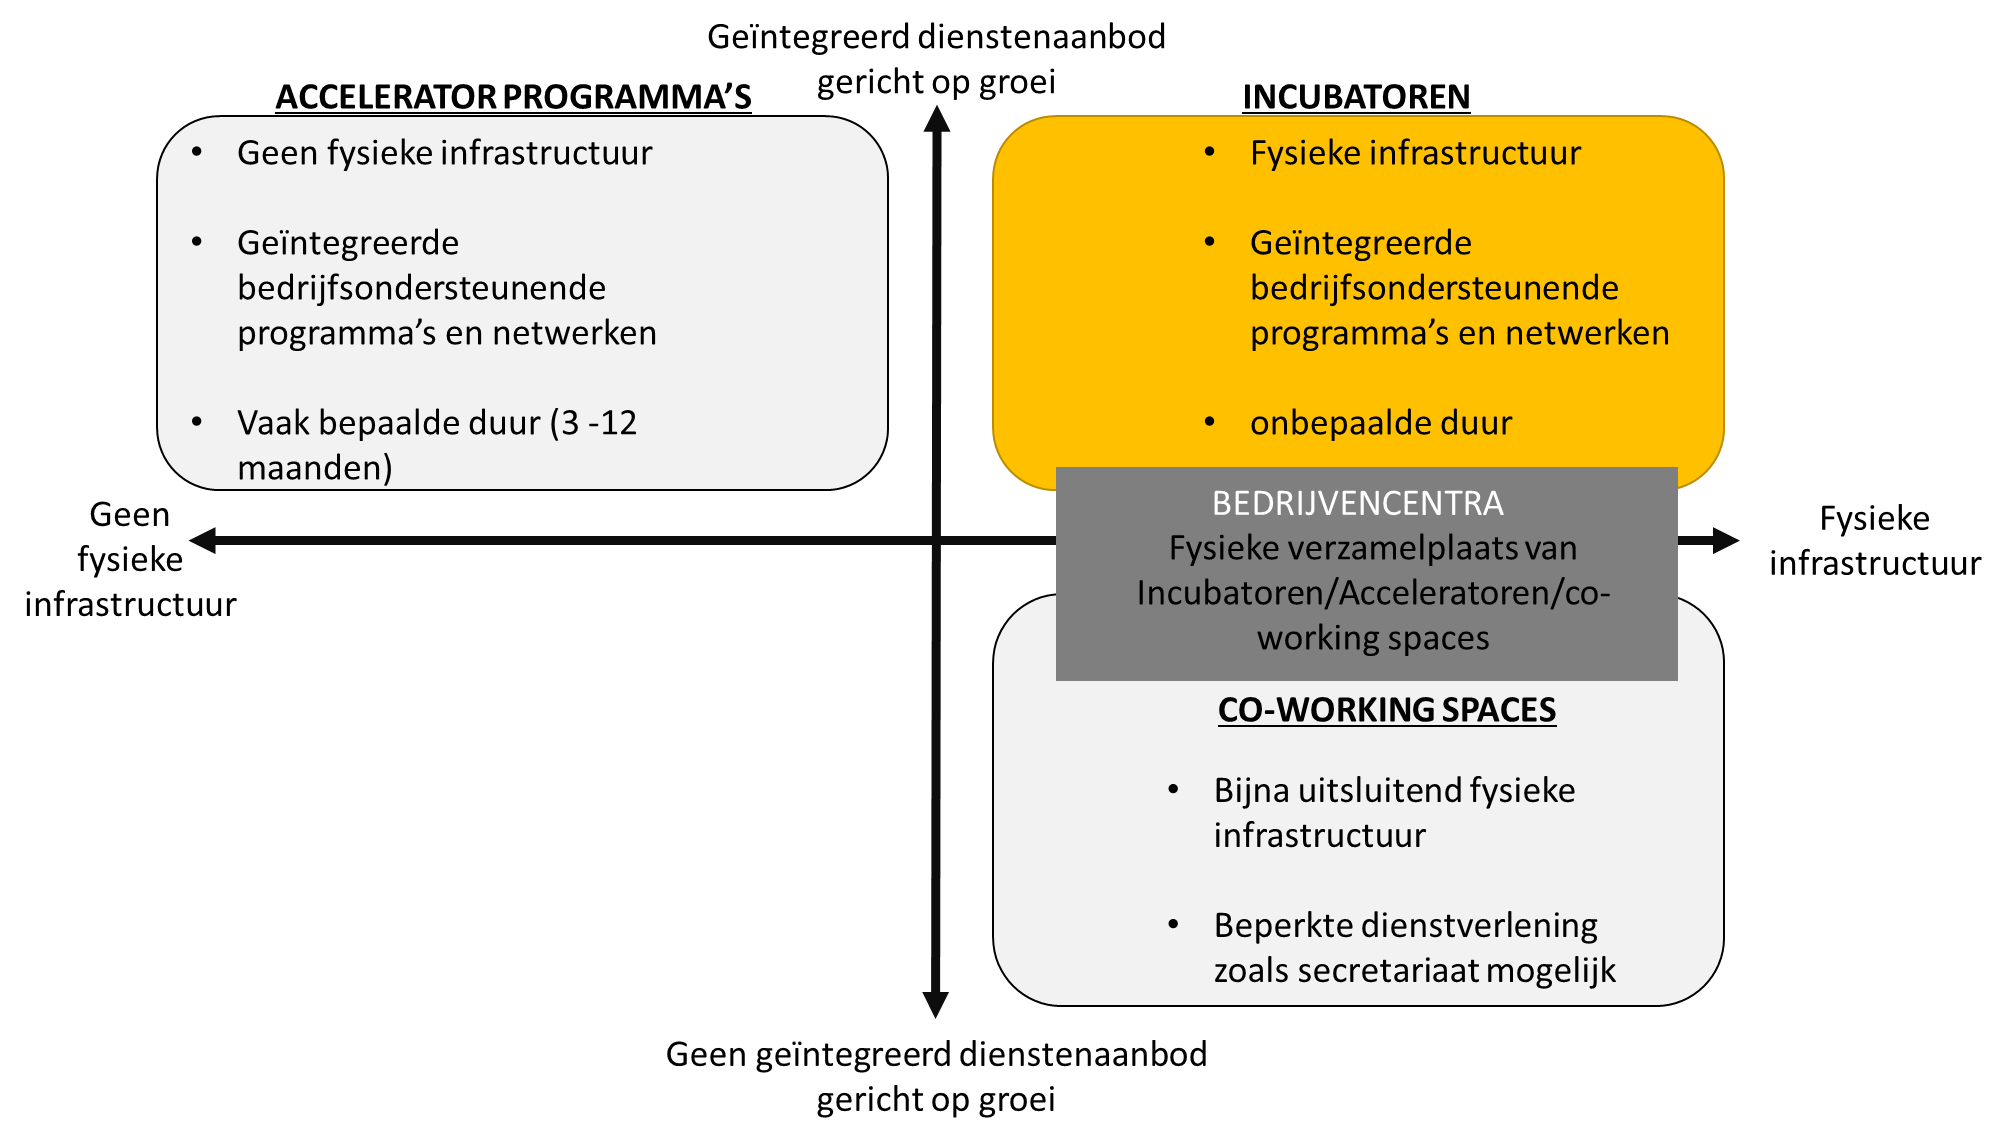 Geïntegreerd dienstenaanbod
gericht op groei
ACCELERATOR PROGRAMMA’S
• Geen fysieke infrastructuur
• Geïntegreerde
bedrijfsondersteunende
programma’s en netwerken
• Vaak bepaalde duur (3 -12
maanden)
INCUBATOREN
• Fysieke infrastructuur
• Geïntegreerde
bedrijfsondersteunende
programma’s en netwerken
• onbepaalde duur
Geen
fysieke
infrastructuur
BEDRIJVENCENTRA
Fysieke verzamelplaats van
Incubatoren/Acceleratoren/co-
working spaces
Fysieke
infrastructuur
CO-WORKING SPACES
• Bijna uitsluitend fysieke
infrastructuur
• Beperkte dienstverlening
zoals secretariaat mogelijk
Geen geïntegreerd dienstenaanbod
gericht op groei